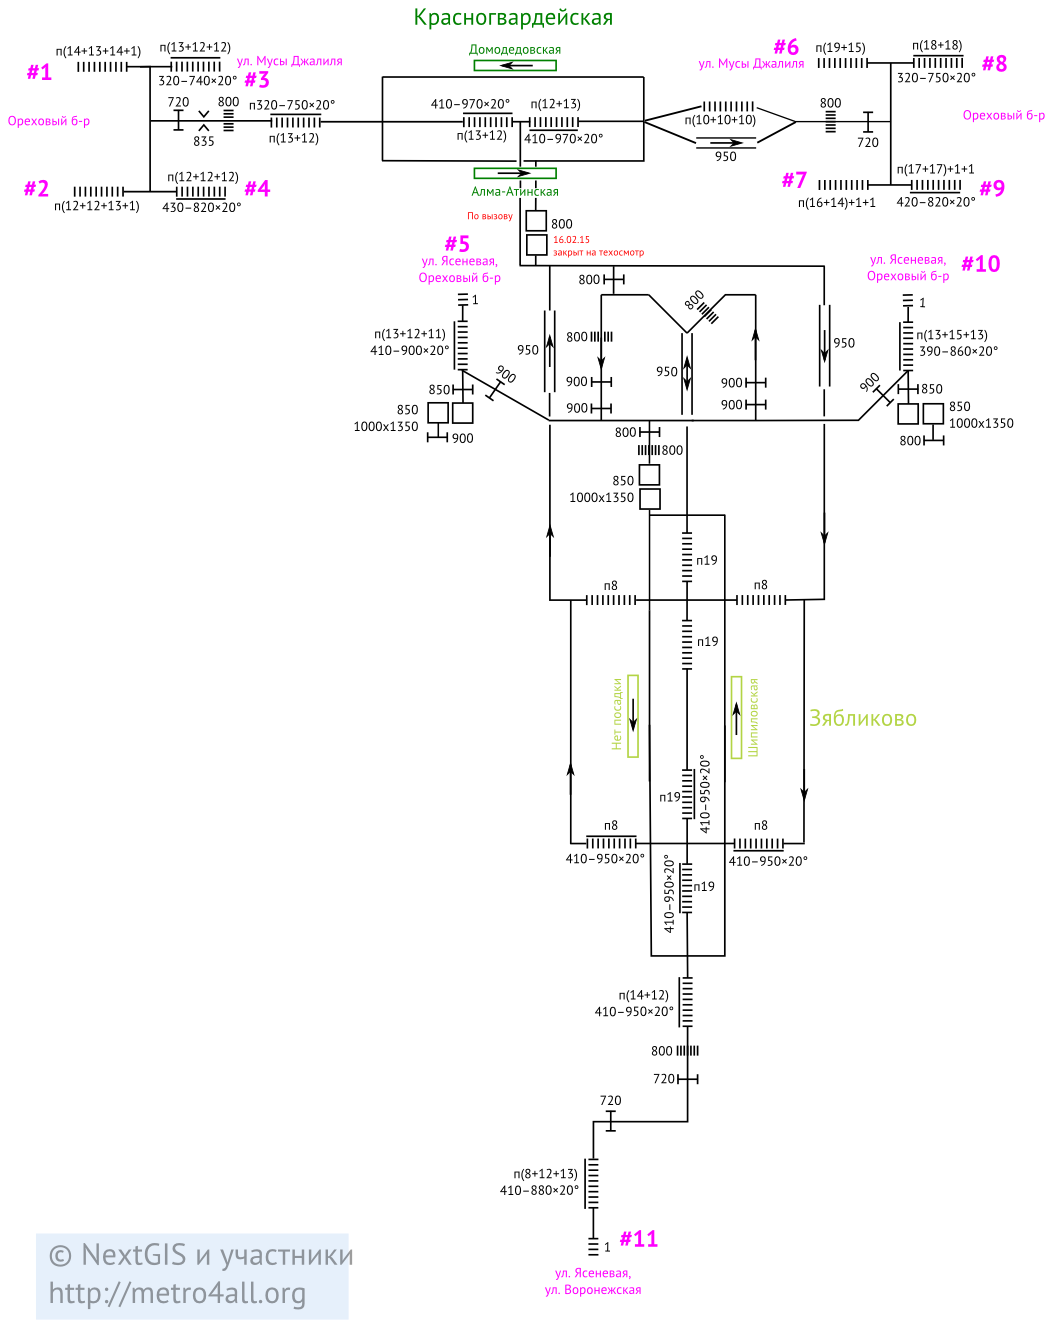 Красногвардейская
Домодедовская
п(14+13+14+1)
п(13+12+12)
#1
320–740×20°
ул. Мусы Джалиля
#3
Ореховый б-р
720
800
835
п320–750×20°
п(13+12)
#2
п(12+12+13+1)
п(12+12+12)
430–820×20°
#4
410–970×20°
п(13+12)
п(12+13)
410–970×20°
Алма-Атинская
#6
ул. Мусы Джалиля
п(19+15)
п(18+18)
320–750×20°
#8
п(10+10+10)
950
800
720
Ореховый б-р
#7
п(16+14)+1+1
п(17+17)+1+1
420–820×20°
#9
По вызову
800
16.02.15
закрыт на техосмотр
#5
ул. Ясеневая,
Ореховый б-р
1
п(13+12+11)
410–900×20°
850
900
850
1000x1350
900
800
800
950
900
900
800
950
900
900
950
ул. Ясеневая,
Ореховый б-р
#10
1
п(13+15+13)
390–860×20°
900
850
850
1000x1350
800
800
800
850
1000x1350
п19
п8
п8
п19
Нет посадки
Шипиловская
Зябликово
п19
410–950×20°
п8
410–950×20°
п8
410–950×20°
410–950×20°
п19
п(14+12)
410–950×20°
800
720
720
п(8+12+13)
410–880×20°
1
#11
ул. Ясеневая,
ул. Воронежская
© NextGIS и участники
http://metro4all.org